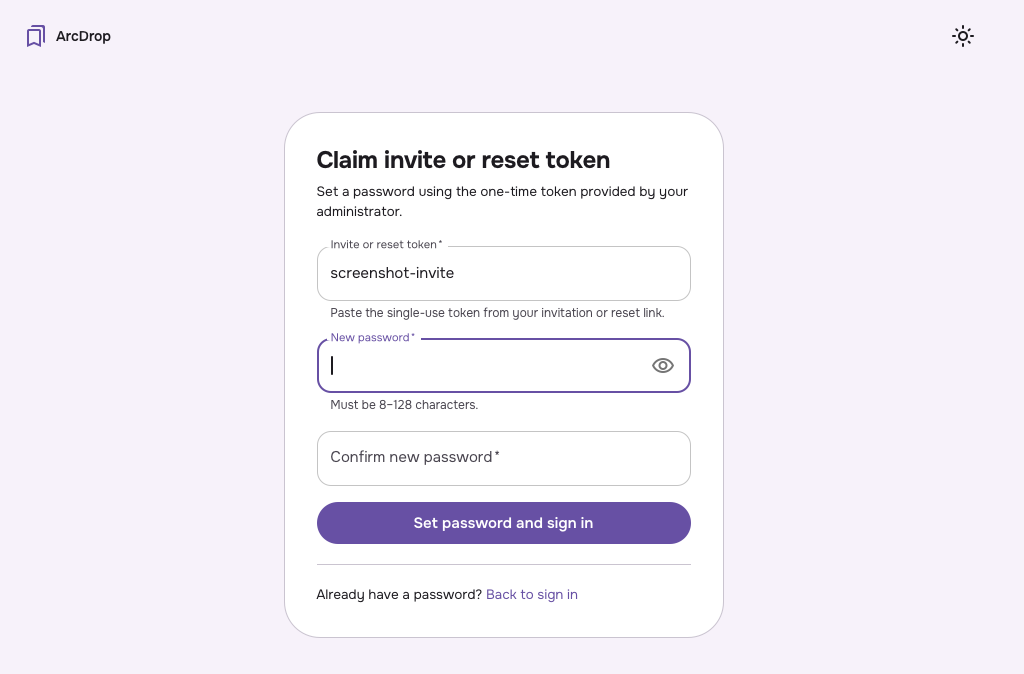 ArcDrop
Claim invite or reset token
Set a password using the one-time token provided by your
administrator.
Invite or reset token *
screenshot-invite
Paste the single-use token from your invitation or reset link.
New password *
Must be 8–128 characters.
Confirm new password *
Set password and sign in
Already have a password? Back to sign in